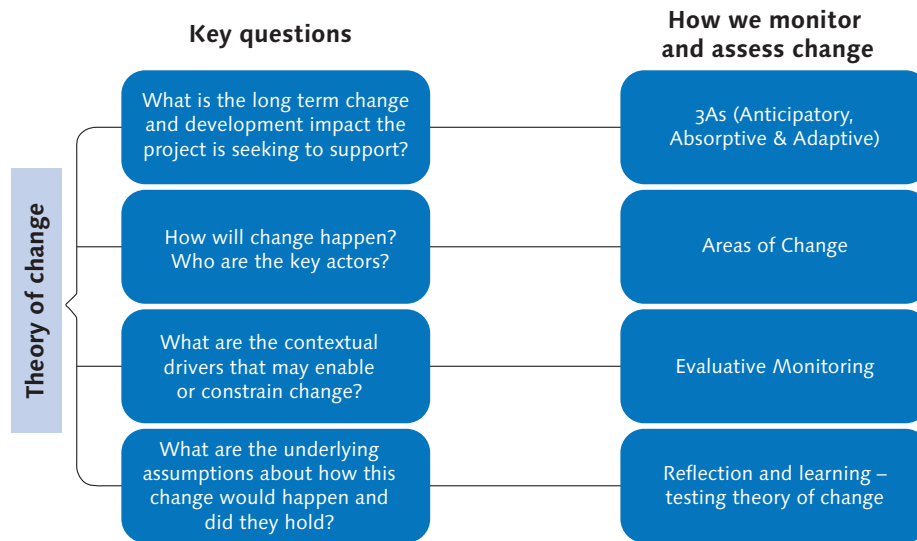 Key questions
How we monitor
and assess change
Theory of change
What is the long term change
and development impact the
project is seeking to support?
3As (Anticipatory,
Absorptive & Adaptive)
How will change happen?
Who are the key actors?
Areas of Change
What are the contextual
drivers that may enable
or constrain change?
Evaluative Monitoring
What are the underlying
assumptions about how this
change would happen and
did they hold?
Reflection and learning –
testing theory of change